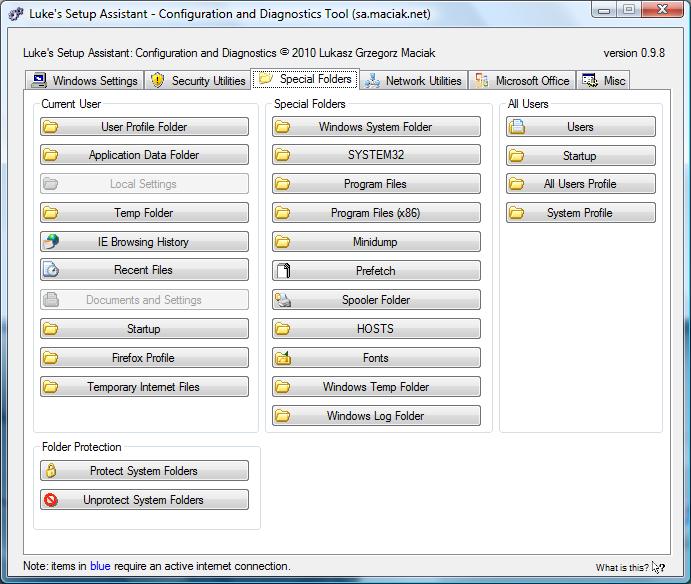 Luke's Setup Assistant - Configuration and Diagnostics Tool (sa.maciak.net)
Luke's Setup Assistant: Configuration and Diagnostics © 2010 Lukasz Grzegorz Maciak
version 0.9.8
Windows Settings
Security Utilities
Special Folders
Network Utilities
Microsoft Office
Misc
Current User
User Profile Folder
Application Data Folder
Local Settings
Temp Folder
IE Browsing History
Recent Files
Documents and Settings
Startup
Firefox Profile
Temporary Internet Files
Special Folders
Windows System Folder
SYSTEM32
Program Files
Program Files (x86)
Minidump
Prefetch
Spooler Folder
HOSTS
Fonts
Windows Temp Folder
Windows Log Folder
All Users
Users
Startup
All Users Profile
System Profile
Folder Protection
Protect System Folders
Unprotect System Folders
Note: items in blue require an active internet connection.
What is this?